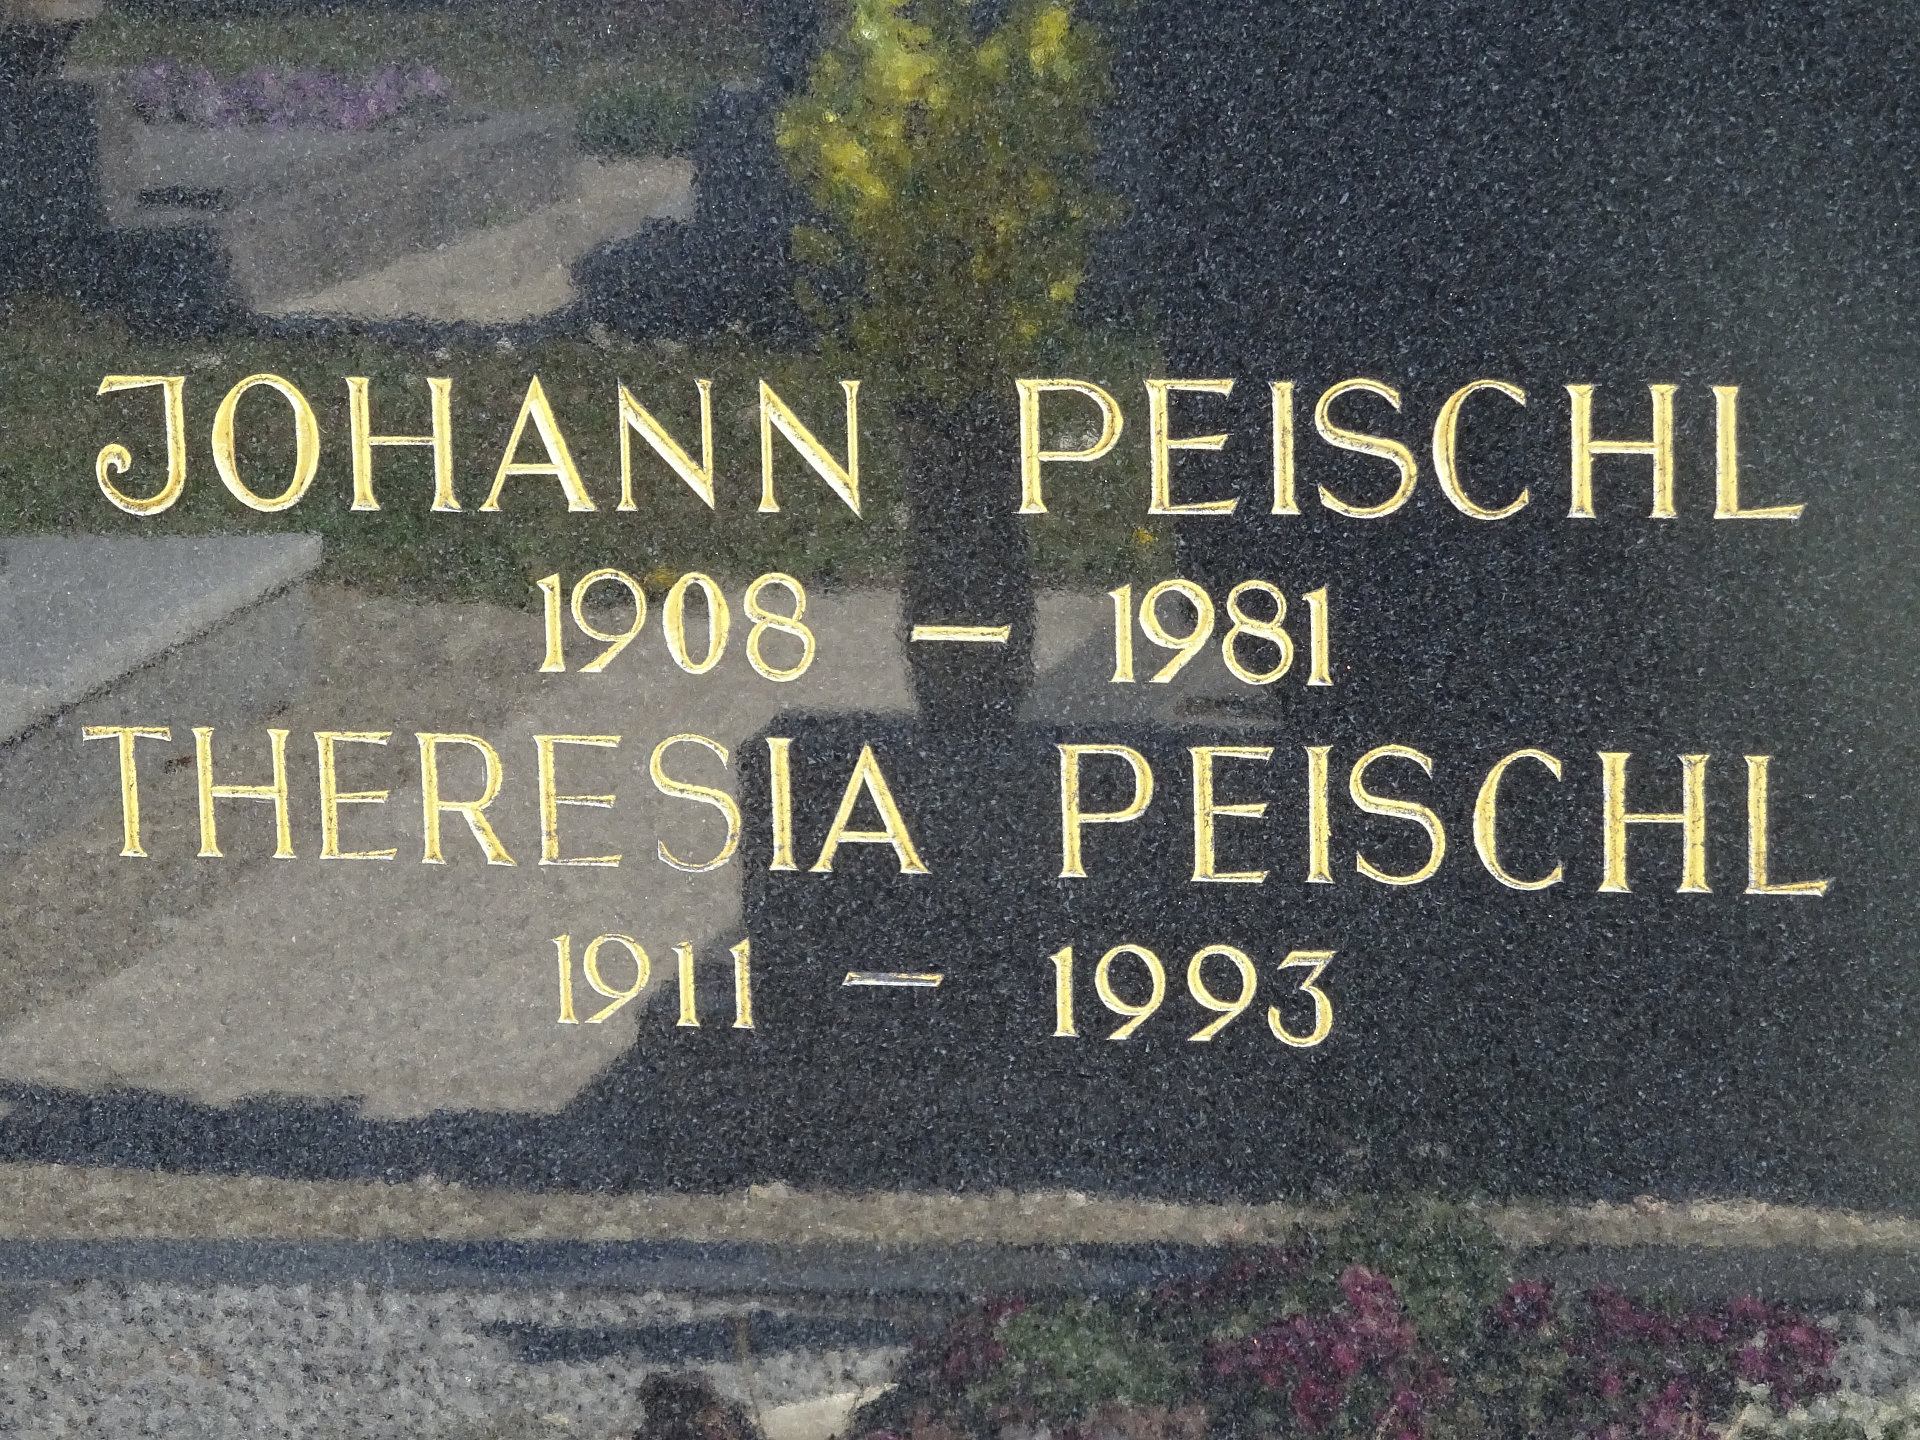 JOHANN PEISCHL
1908 – 1981
THERESIA PEISCHL
1911 – 1993